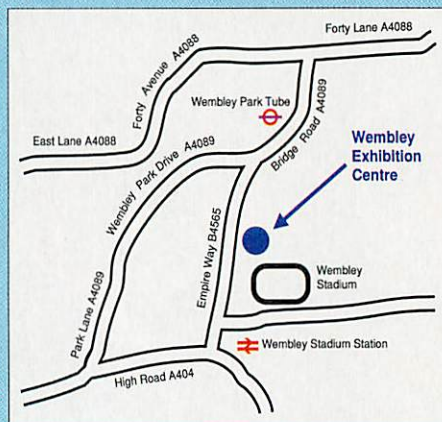 Forty Lane A4088
Forty Avenue A4088
Wembley Park Tube
East Lane A4088
Wembley Park Drive A4089
Bridge Road A4089
Wembley
Exhibition
Centre
Empire Way B4565
Wembley
Stadium
Park Lane A4089
Wembley Stadium Station
High Road A404